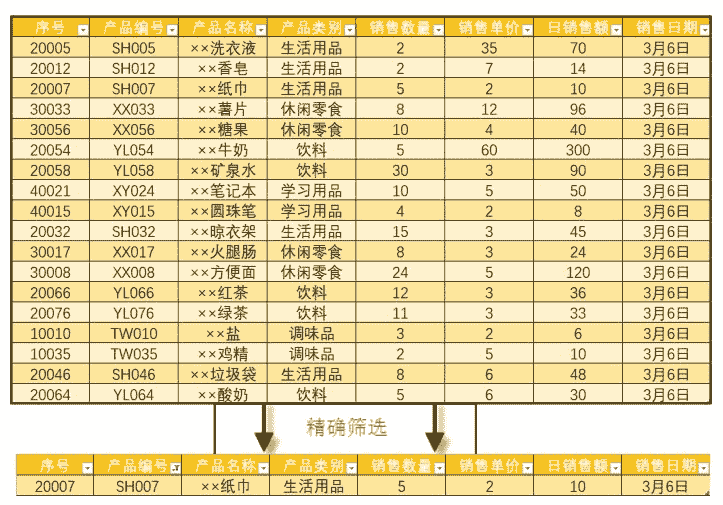 序号 产品编号 产品名称 产品类别 销售数量 销售单价 日销售额 销售日期
20005 SH005 ××洗衣液 生活用品 2 35 70 3月6日
20012 SH012 ××香皂 生活用品 2 7 14 3月6日
20007 SH007 ××纸巾 生活用品 5 2 10 3月6日
30033 XX033 ××薯片 休闲零食 8 12 96 3月6日
30056 XX056 ××糖果 休闲零食 10 4 40 3月6日
20054 YL054 ××牛奶 饮料 5 60 300 3月6日
20058 YL058 ××矿泉水 饮料 30 3 90 3月6日
40021 XY024 ××笔记本 学习用品 10 5 50 3月6日
40015 XY015 ××圆珠笔 学习用品 4 2 8 3月6日
20032 SH032 ××晾衣架 生活用品 15 3 45 3月6日
30017 XX017 ××火腿肠 休闲零食 8 3 24 3月6日
30008 XX008 ××方便面 休闲零食 24 5 120 3月6日
20066 YL066 ××红茶 饮料 12 3 36 3月6日
20076 YL076 ××绿茶 饮料 11 3 33 3月6日
10010 TW010 ××盐 调味品 3 2 6 3月6日
10035 TW035 ××鸡精 调味品 2 5 10 3月6日
20046 SH046 ××垃圾袋 生活用品 8 6 48 3月6日
20064 YL064 ××酸奶 饮料 5 6 30 3月6日
精确筛选
序号 产品编号 产品名称 产品类别 销售数量 销售单价 日销售额 销售日期
20007 SH007 ××纸巾 生活用品 5 2 10 3月6日